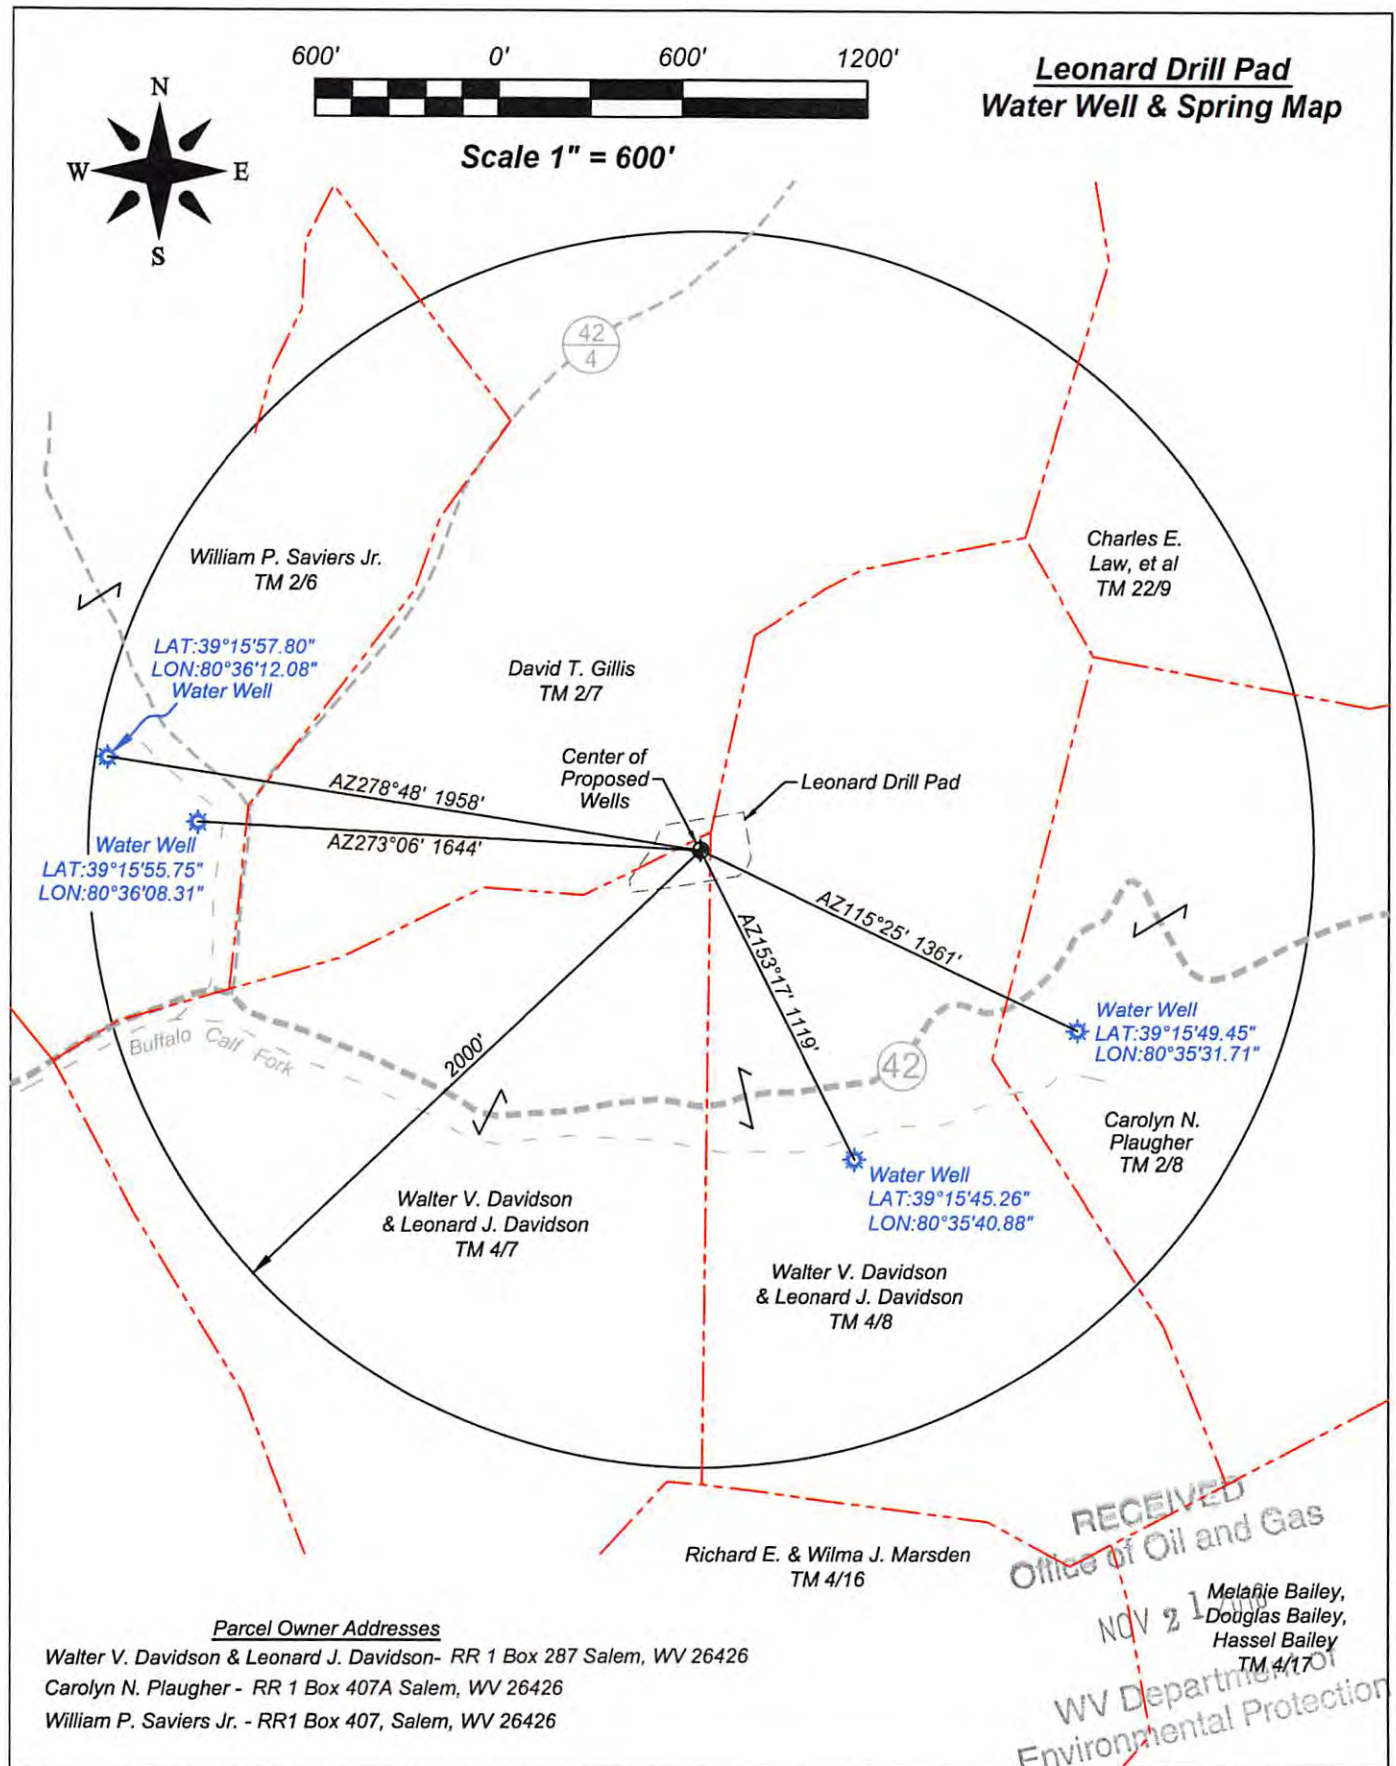 600' 0' 600' 1200'
Scale 1" = 600'
Leonard Drill Pad
Water Well & Spring Map
N
W E
S
42
4
William P. Saviers Jr.
TM 2/6
Charles E.
Law, et al
TM 22/9
LAT:39°15'57.80"
LON:80°36'12.08"
Water Well
David T. Gillis
TM 2/7
Center of
Proposed
Wells
Leonard Drill Pad
AZ278°48' 1958'
AZ273°06' 1644'
Water Well
LAT:39°15'55.75"
LON:80°36'08.31"
AZ115°25' 1361'
AZ153°17' 1119'
2000'
Buffalo Calf Fork
42
Water Well
LAT:39°15'49.45"
LON:80°35'31.71"
Carolyn N.
Plaugher
TM 2/8
Water Well
LAT:39°15'45.26"
LON:80°35'40.88"
Walter V. Davidson
& Leonard J. Davidson
TM 4/7
Walter V. Davidson
& Leonard J. Davidson
TM 4/8
Richard E. & Wilma J. Marsden
TM 4/16
RECEIVED
Office of Oil and Gas
NOV 21
WV Department of
Environmental Protection
Melanie Bailey,
Douglas Bailey,
Hassel Bailey
TM 4/17
Parcel Owner Addresses
Walter V. Davidson & Leonard J. Davidson- RR 1 Box 287 Salem, WV 26426
Carolyn N. Plaugher - RR 1 Box 407A Salem, WV 26426
William P. Saviers Jr. - RR1 Box 407, Salem, WV 26426